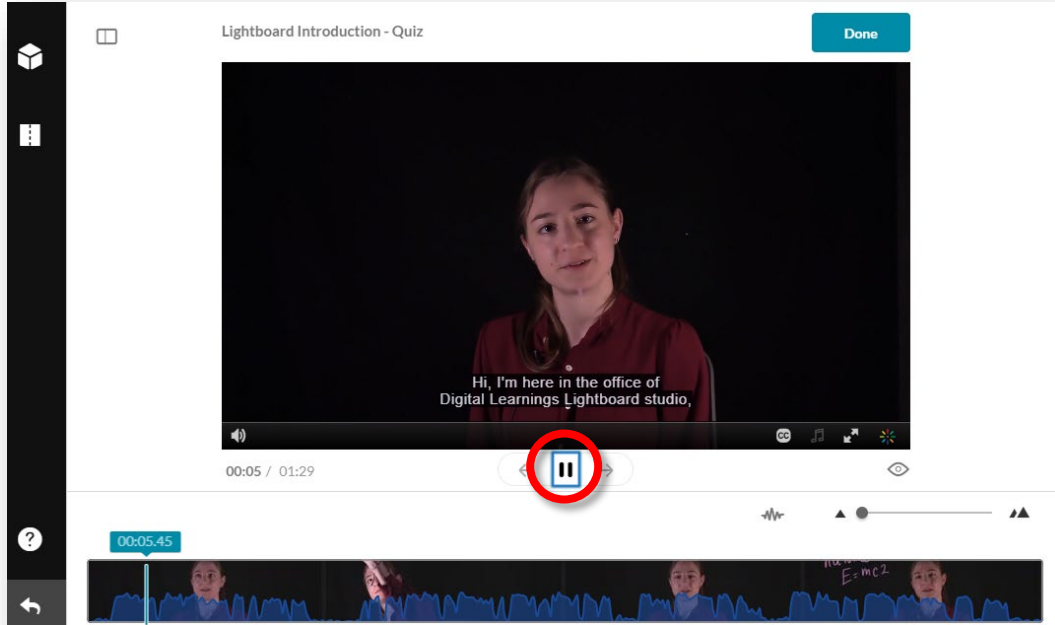 Lightboard Introduction - Quiz
Done
Hi, I'm here in the office of
Digital Learnings Lightboard studio,
CC
00:05 / 01:29
?
00:05.45
E=mc2